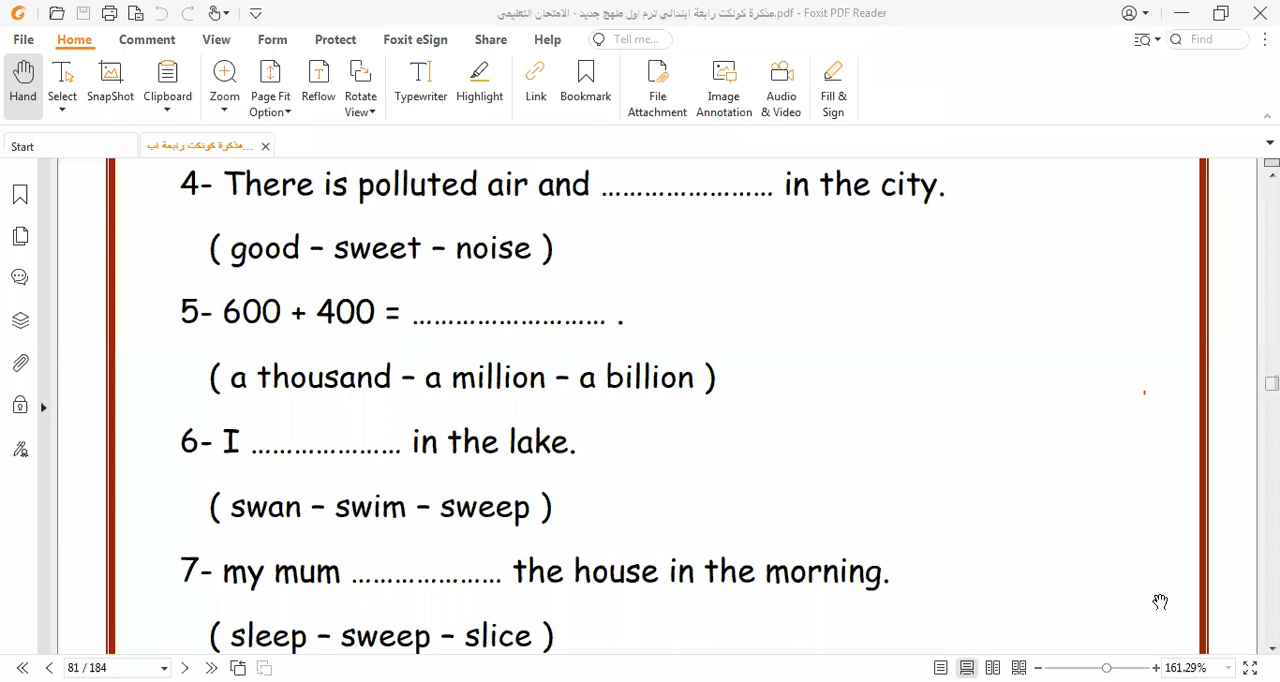 مذكرة كونكت رابعة ابتدائي ترم اول منهج جديد - الامتحان التعليمي.pdf - Foxit PDF Reader
File Home Comment View Form Protect Foxit eSign Share Help Tell me... Find
Hand Select SnapShot Clipboard Zoom Page Fit Option Reflow Rotate View Typewriter Highlight Link Bookmark File Attachment Image Annotation Audio & Video Fill & Sign
Start مذكرة كونكت رابعة اب...
4- There is polluted air and ........................ in the city.
( good – sweet – noise )
5- 600 + 400 = ........................... .
( a thousand – a million – a billion )
6- I ..................... in the lake.
( swan – swim – sweep )
7- my mum ..................... the house in the morning.
( sleep – sweep – slice )
81 / 184 161.29%